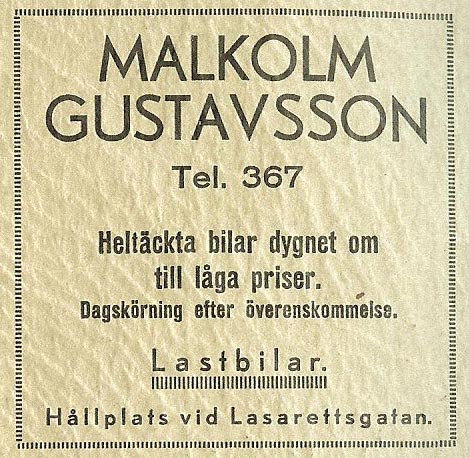 MALKOLM
GUSTAVSSON
Tel. 367
Heltäckta bilar dygnet om
till låga priser.
Dagskörning efter överenskommelse.
Lastbilar.
Hållplats vid Lasarettsgatan.